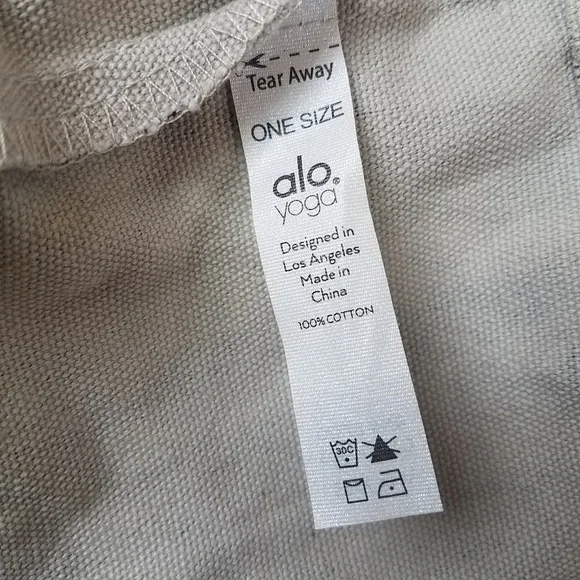 Tear Away
ONE SIZE
alo.®
yoga
Designed in
Los Angeles
Made in
China
100% COTTON
30C